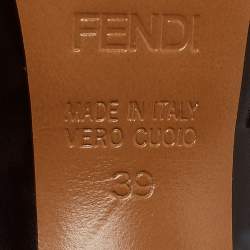 FENDI
MADE IN ITALY
VERO CUOIO
39